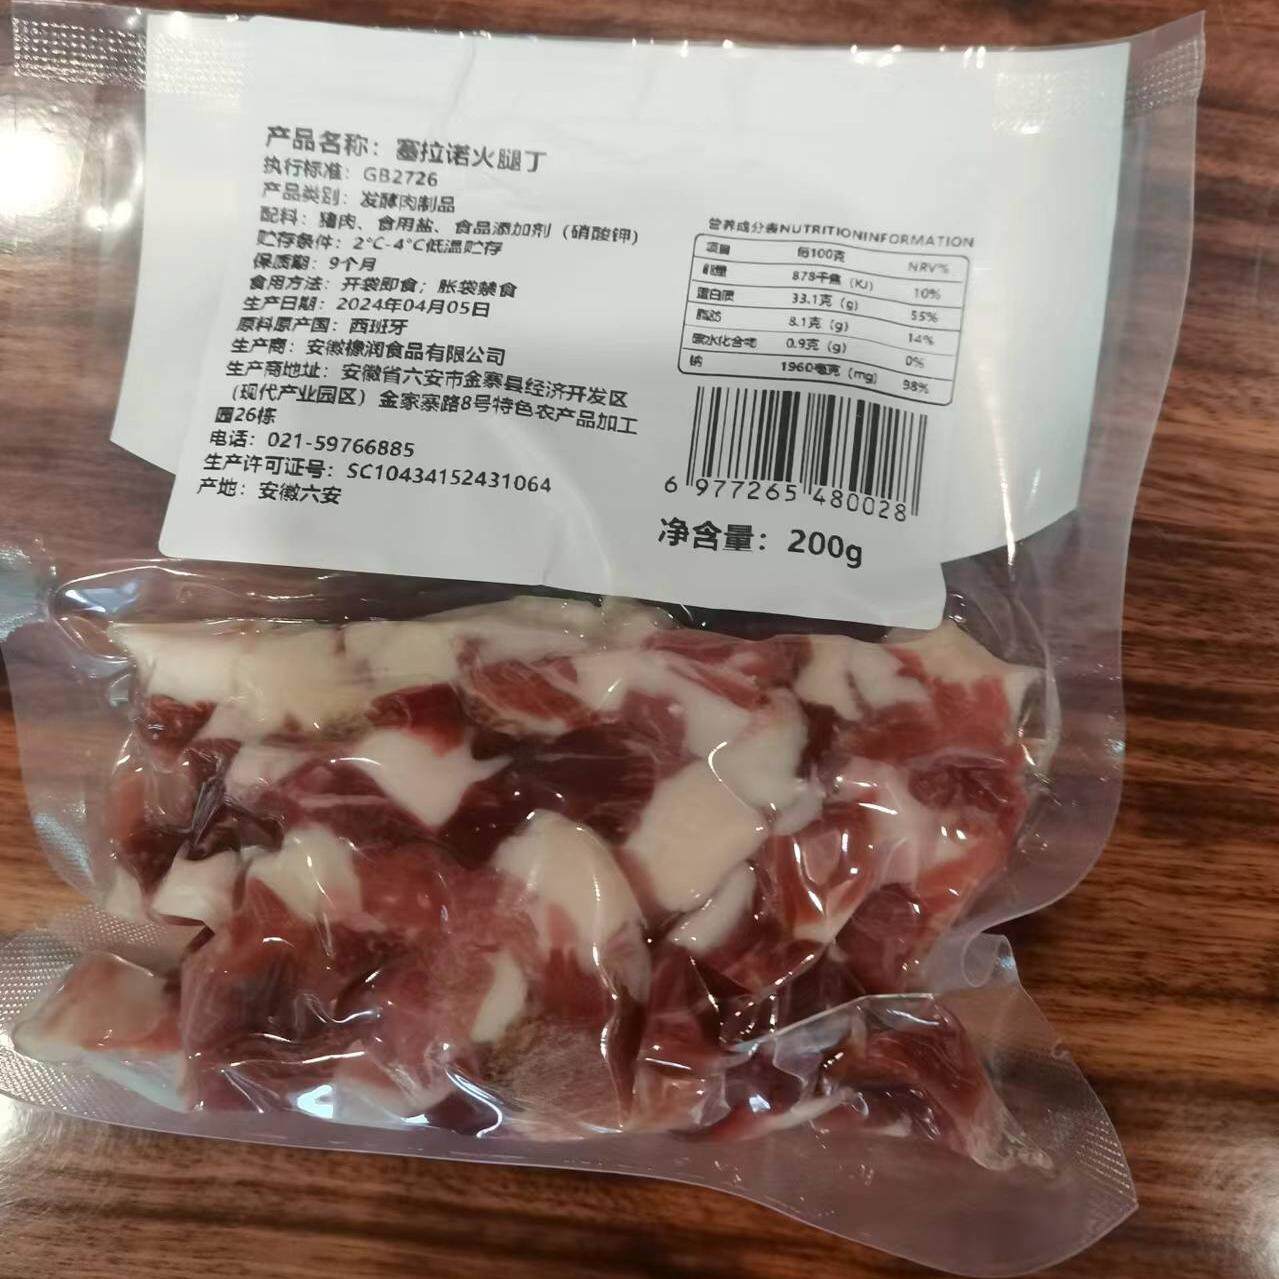 产品名称：塞拉诺火腿丁
执行标准：GB2726
产品类别：发酵肉制品
配料：猪肉、食用盐、食品添加剂（硝酸钾）
贮存条件：2°C-4°C低温贮存
保质期：9个月
食用方法：开袋即食；胀袋禁食
生产日期：2024年04月05日
原料原产国：西班牙
生产商：安徽橡润食品有限公司
生产商地址：安徽省六安市金寨县经济开发区
（现代产业园区）金家寨路8号特色农产品加工
园26栋
电话：021-59766885
生产许可证号：SC10434152431064
产地：安徽六安
营养成分表NUTRITIONINFORMATION
项目 每100克 NRV%
能量 878千焦（KJ） 10%
蛋白质 33.1克（g） 55%
脂肪 8.1克（g） 14%
碳水化合物 0.9克（g） 0%
钠 1960毫克（mg） 98%
6 977265 480028
净含量：200g